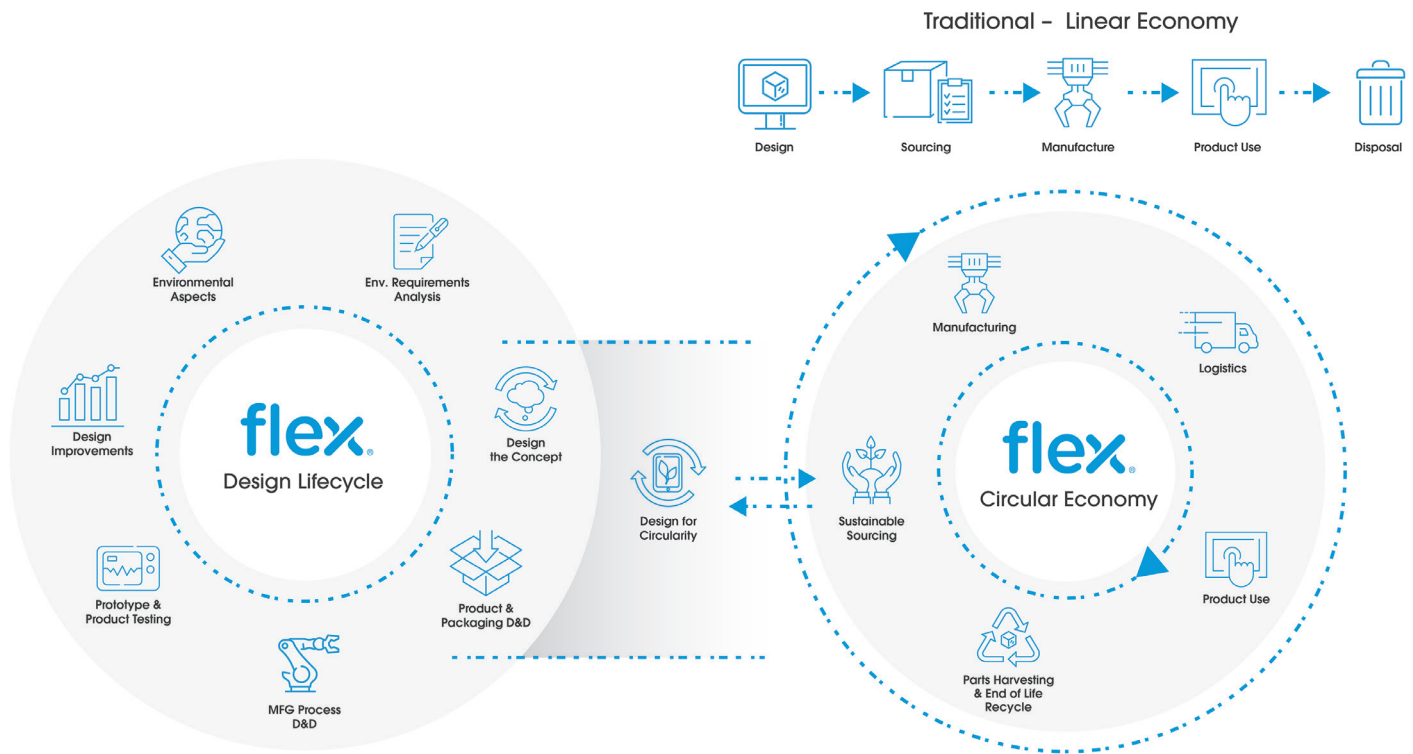 Traditional – Linear Economy
Design
Sourcing
Manufacture
Product Use
Disposal
Environmental
Aspects
Env. Requirements
Analysis
Design
Improvements
flex®
Design Lifecycle
Design
the Concept
Prototype &
Product Testing
Product &
Packaging D&D
MFG Process
D&D
Design for
Circularity
Manufacturing
Logistics
Sustainable
Sourcing
flex®
Circular Economy
Product Use
Parts Harvesting
& End of Life
Recycle